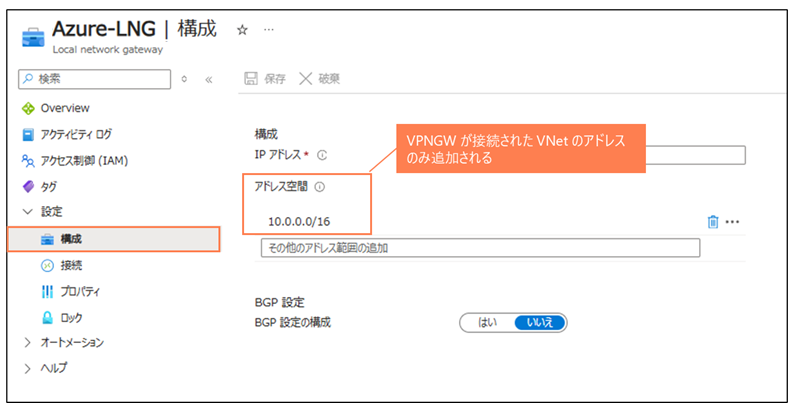 Azure-LNG | 構成 ☆ …
Local network gateway
検索
«
保存
破棄
Overview
アクティビティ ログ
アクセス制御 (IAM)
タグ
設定
構成
接続
プロパティ
ロック
オートメーション
ヘルプ
構成
IP アドレス *
VPNGW が接続された VNet のアドレス
のみ追加される
アドレス空間
10.0.0.0/16
その他のアドレス範囲の追加
BGP 設定
BGP 設定の構成
はい
いいえ